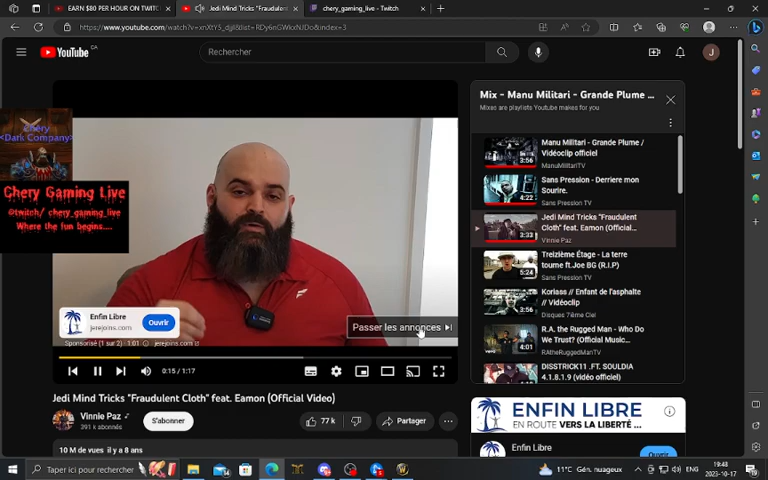 EARN $80 PER HOUR ON TWITC
Jedi Mind Tricks "Fraudulent
chery_gaming_live - Twitch
https://www.youtube.com/watch?v=xnXtY5_djjI&list=RDy6nGWxxNJDo&index=3
YouTube CA
Rechercher
J
Chery
<Dark Company>
Chery Gaming Live
@twitch/ chery_gaming_live
Where the fun begins....
Enfin Libre
jerejoins.com
Ouvrir
Passer les annonces
Sponsorisé (1 sur 2) · 1:01
jerejoins.com
0:15 / 1:17
Jedi Mind Tricks "Fraudulent Cloth" feat. Eamon (Official Video)
Vinnie Paz
391 k abonnés
S'abonner
77 k
Partager
10 M de vues il y a 8 ans
Mix - Manu Militari - Grande Plume ...
Mixes are playlists Youtube makes for you
3:56
Manu Militari - Grande Plume /
Vidéoclip officiel
ManuMilitariTV
4:22
Sans Pression - Derriere mon
Sourire.
Sans Pression TV
3:33
Jedi Mind Tricks "Fraudulent
Cloth" feat. Eamon (Official...
Vinnie Paz
5:24
Treizième Étage - La terre
tourne ft.Joe BG (R.I.P)
Sans Pression TV
3:56
Koriass // Enfant de l'asphalte
// Vidéoclip
Disques 7ième Ciel
4:01
R.A. the Rugged Man - Who Do
We Trust? (Official Music...
RAtheRuggedManTV
DISSTRICK11 .FT. SOULDIA
4.1.8.1.9 (vidéo officiel)
ENFIN LIBRE
EN ROUTE VERS LA LIBERTÉ ...
Enfin Libre
Ouvrir
Taper ici pour rechercher
11°C Gén. nuageux
ENG
19:48
2023-10-17